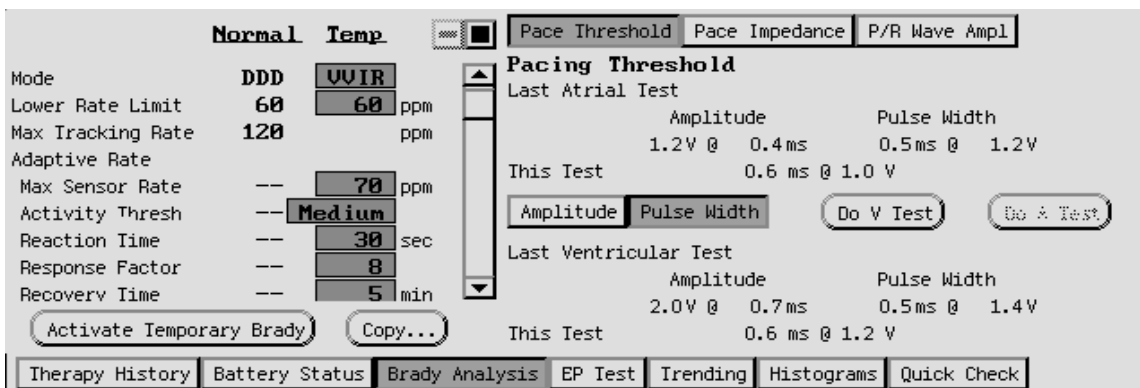 Normal Temp
Mode DDD VVIR
Lower Rate Limit 60 60 ppm
Max Tracking Rate 120 ppm
Adaptive Rate
Max Sensor Rate -- 70 ppm
Activity Thresh -- Medium
Reaction Time -- 30 sec
Response Factor -- 8
Recovery Time -- 5 min
Activate Temporary Brady Copy...
Pace Threshold Pace Impedance P/R Wave Ampl
Pacing Threshold
Last Atrial Test
Amplitude Pulse Width
1.2V @ 0.4ms 0.5ms @ 1.2V
This Test 0.6 ms @ 1.0 V
Amplitude Pulse Width Do V Test Do A Test
Last Ventricular Test
Amplitude Pulse Width
2.0V @ 0.7ms 0.5ms @ 1.4V
This Test 0.6 ms @ 1.2 V
Therapy History Battery Status Brady Analysis EP Test Trending Histograms Quick Check